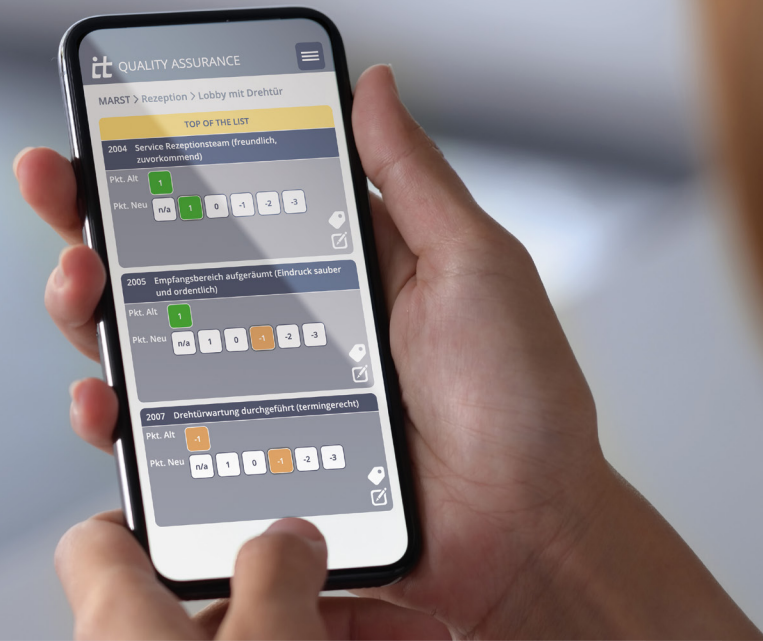 it QUALITY ASSURANCE
MARST > Rezeption > Lobby mit Drehtür
TOP OF THE LIST
2004 Service Rezeptionsteam (freundlich,
zuvorkommend)
Pkt. Alt 1
Pkt. Neu n/a 1 0 -1 -2 -3
2005 Empfangsbereich aufgeräumt (Eindruck sauber
und ordentlich)
Pkt. Alt 1
Pkt. Neu n/a 1 0 -1 -2 -3
2007 Drehtürwartung durchgeführt (termingerecht)
Pkt. Alt -1
Pkt. Neu n/a 1 0 -1 -2 -3